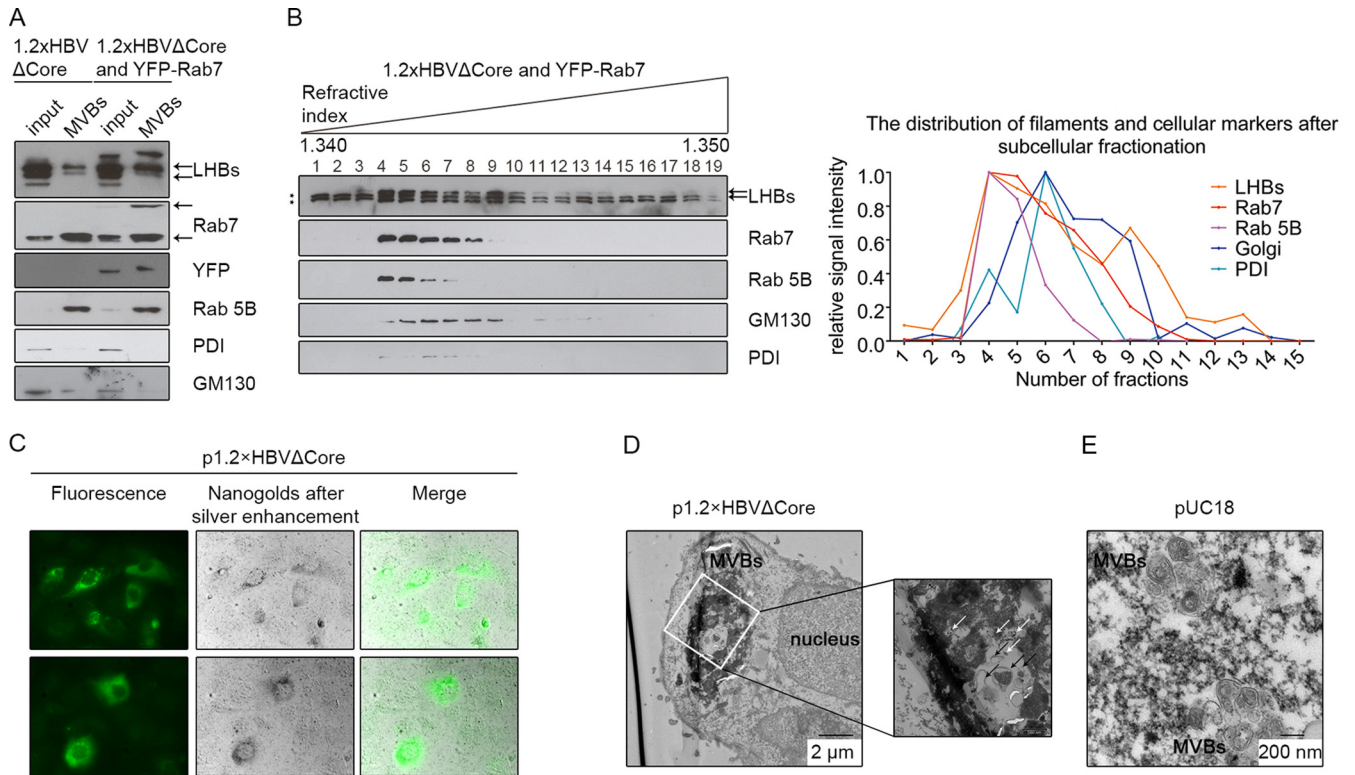 A
1.2xHBV
ΔCore
1.2xHBVΔCore
and YFP-Rab7
input
MVBs
input
MVBs
LHBs
Rab7
YFP
Rab 5B
PDI
GM130
B
1.2xHBVΔCore and YFP-Rab7
Refractive
index
1.340
1.350
1 2 3 4 5 6 7 8 9 10 11 12 13 14 15 16 17 18 19
LHBs
Rab7
Rab 5B
GM130
PDI
The distribution of filaments and cellular markers after
subcellular fractionation
relative signal intensity
1.0
0.8
0.6
0.4
0.2
0.0
1 2 3 4 5 6 7 8 9 10 11 12 13 14 15
Number of fractions
LHBs
Rab7
Rab 5B
Golgi
PDI
C
p1.2×HBVΔCore
Fluorescence
Nanogolds after
silver enhancement
Merge
D
p1.2×HBVΔCore
MVBs
nucleus
2 μm
E
pUC18
MVBs
MVBs
200 nm